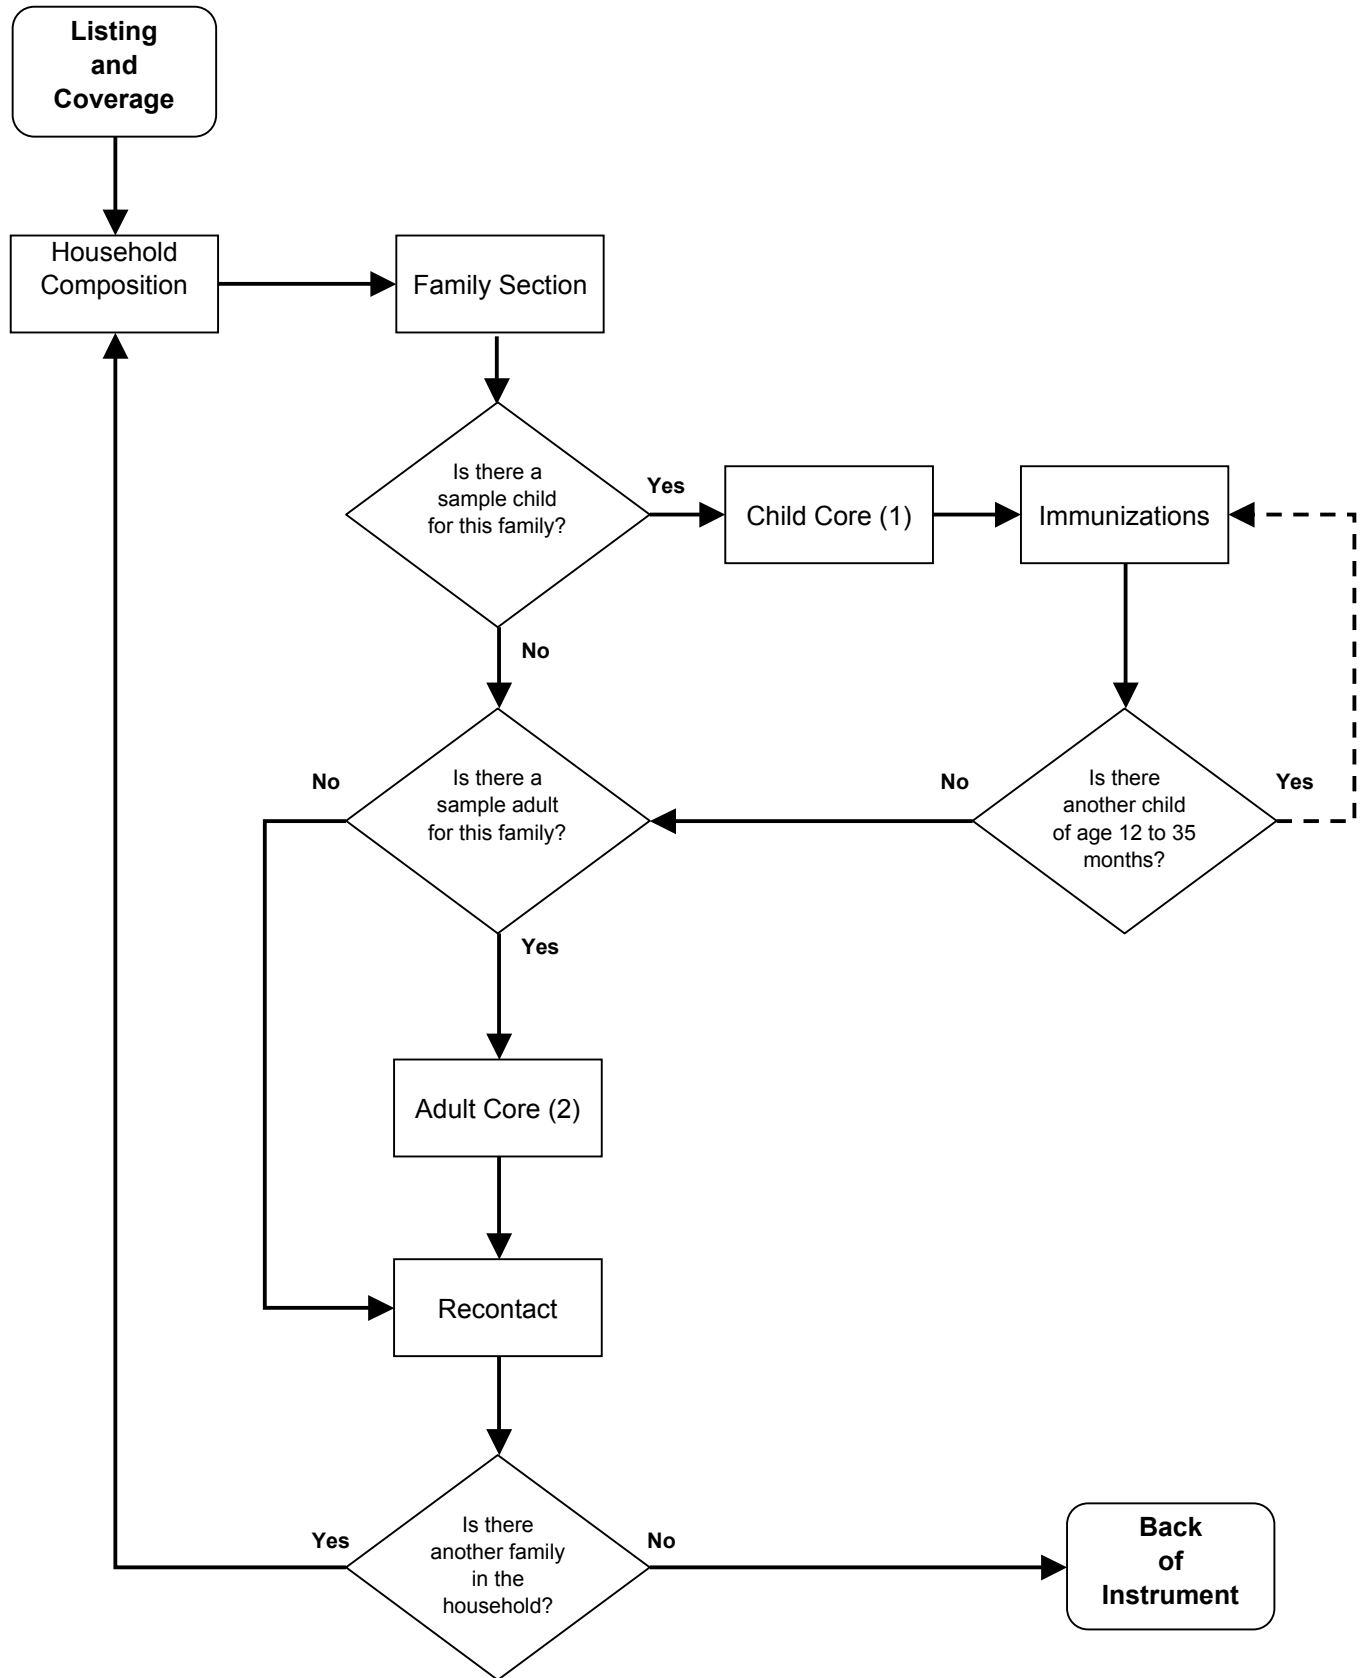 Listing
and
Coverage
Household
Composition
Family Section
Is there a
sample child
for this family?
Yes
Child Core (1)
Immunizations
No
No
Is there a
sample adult
for this family?
No
Is there
another child
of age 12 to 35
months?
Yes
Yes
Adult Core (2)
Recontact
Yes
Is there
another family
in the
household?
No
Back
of
Instrument